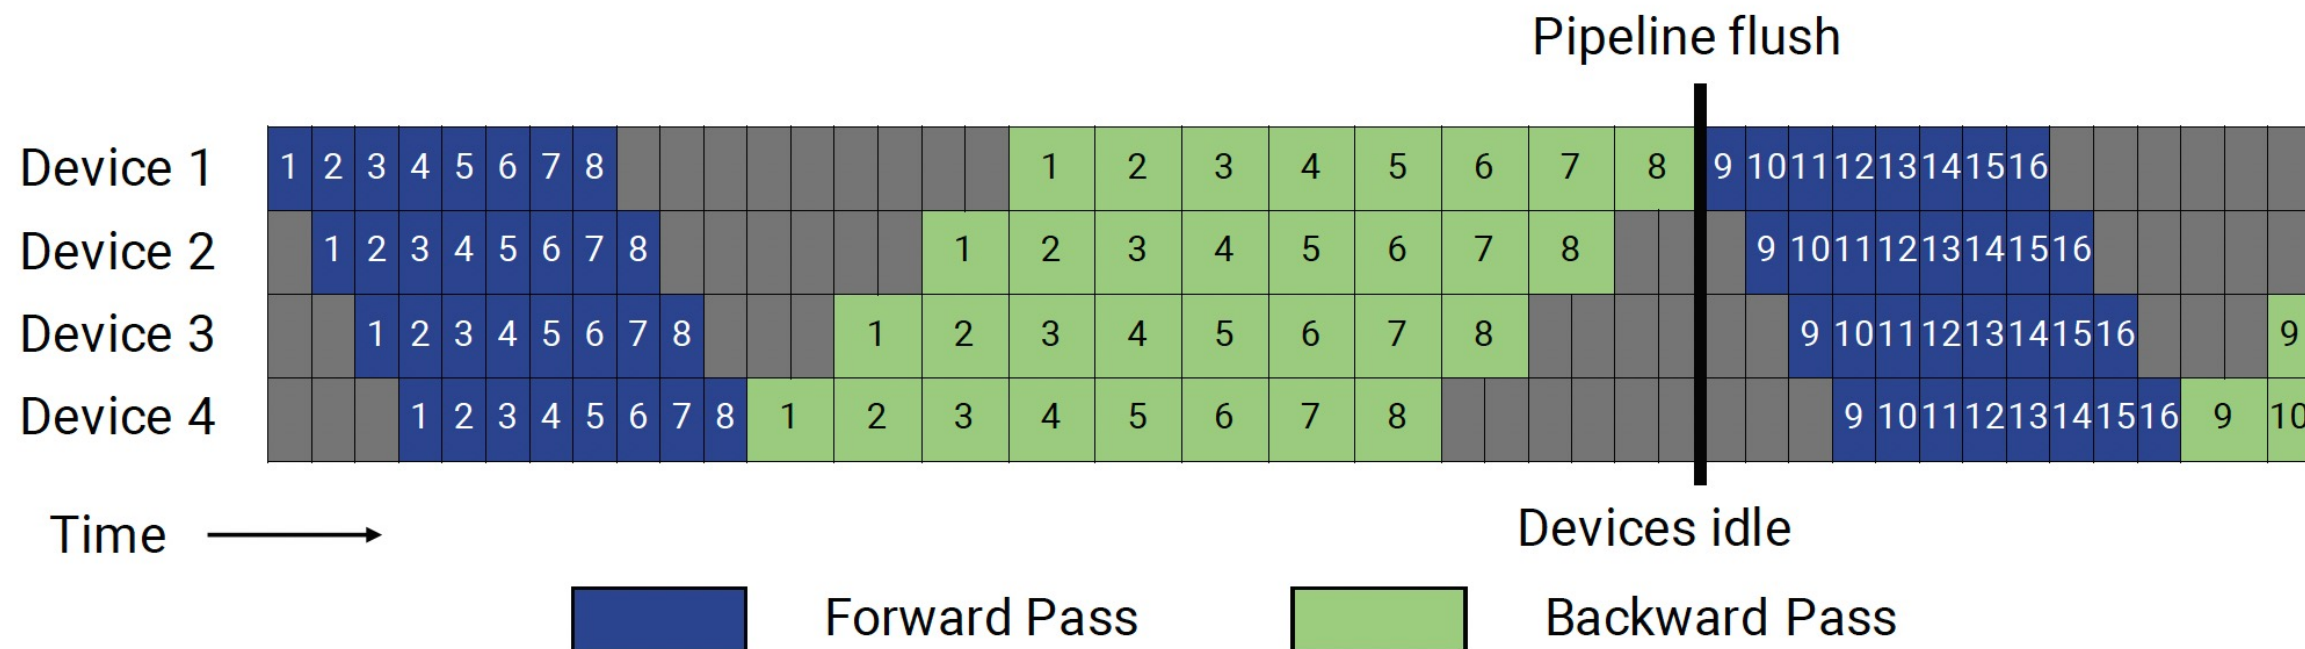 Pipeline flush
Device 1 1 2 3 4 5 6 7 8 1 2 3 4 5 6 7 8 9 10 11 12 13 14 15 16
Device 2 1 2 3 4 5 6 7 8 1 2 3 4 5 6 7 8 9 10 11 12 13 14 15 16
Device 3 1 2 3 4 5 6 7 8 1 2 3 4 5 6 7 8 9 10 11 12 13 14 15 16 9
Device 4 1 2 3 4 5 6 7 8 1 2 3 4 5 6 7 8 9 10 11 12 13 14 15 16 9 10
Time
Devices idle
Forward Pass
Backward Pass